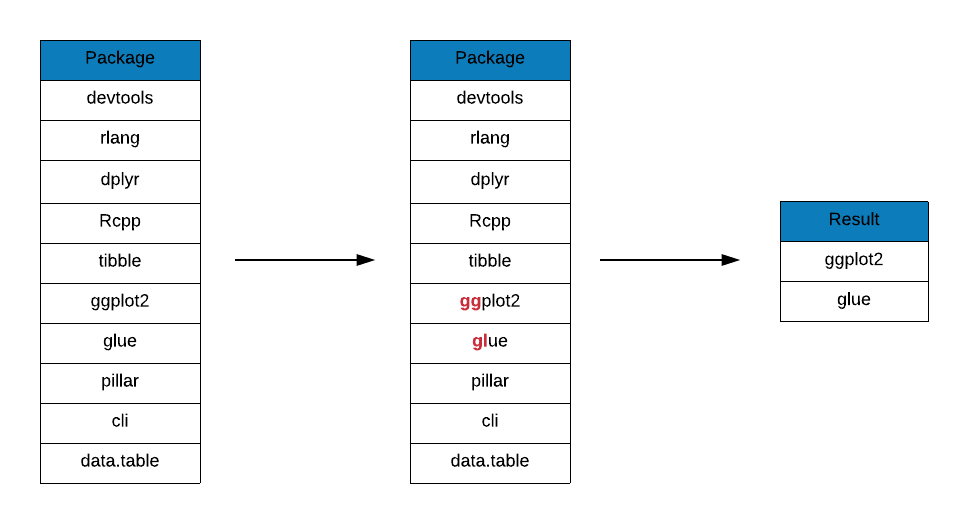 Package
devtools
rlang
dplyr
Rcpp
tibble
ggplot2
glue
pillar
cli
data.table
Package
devtools
rlang
dplyr
Rcpp
tibble
ggplot2
glue
pillar
cli
data.table
Result
ggplot2
glue